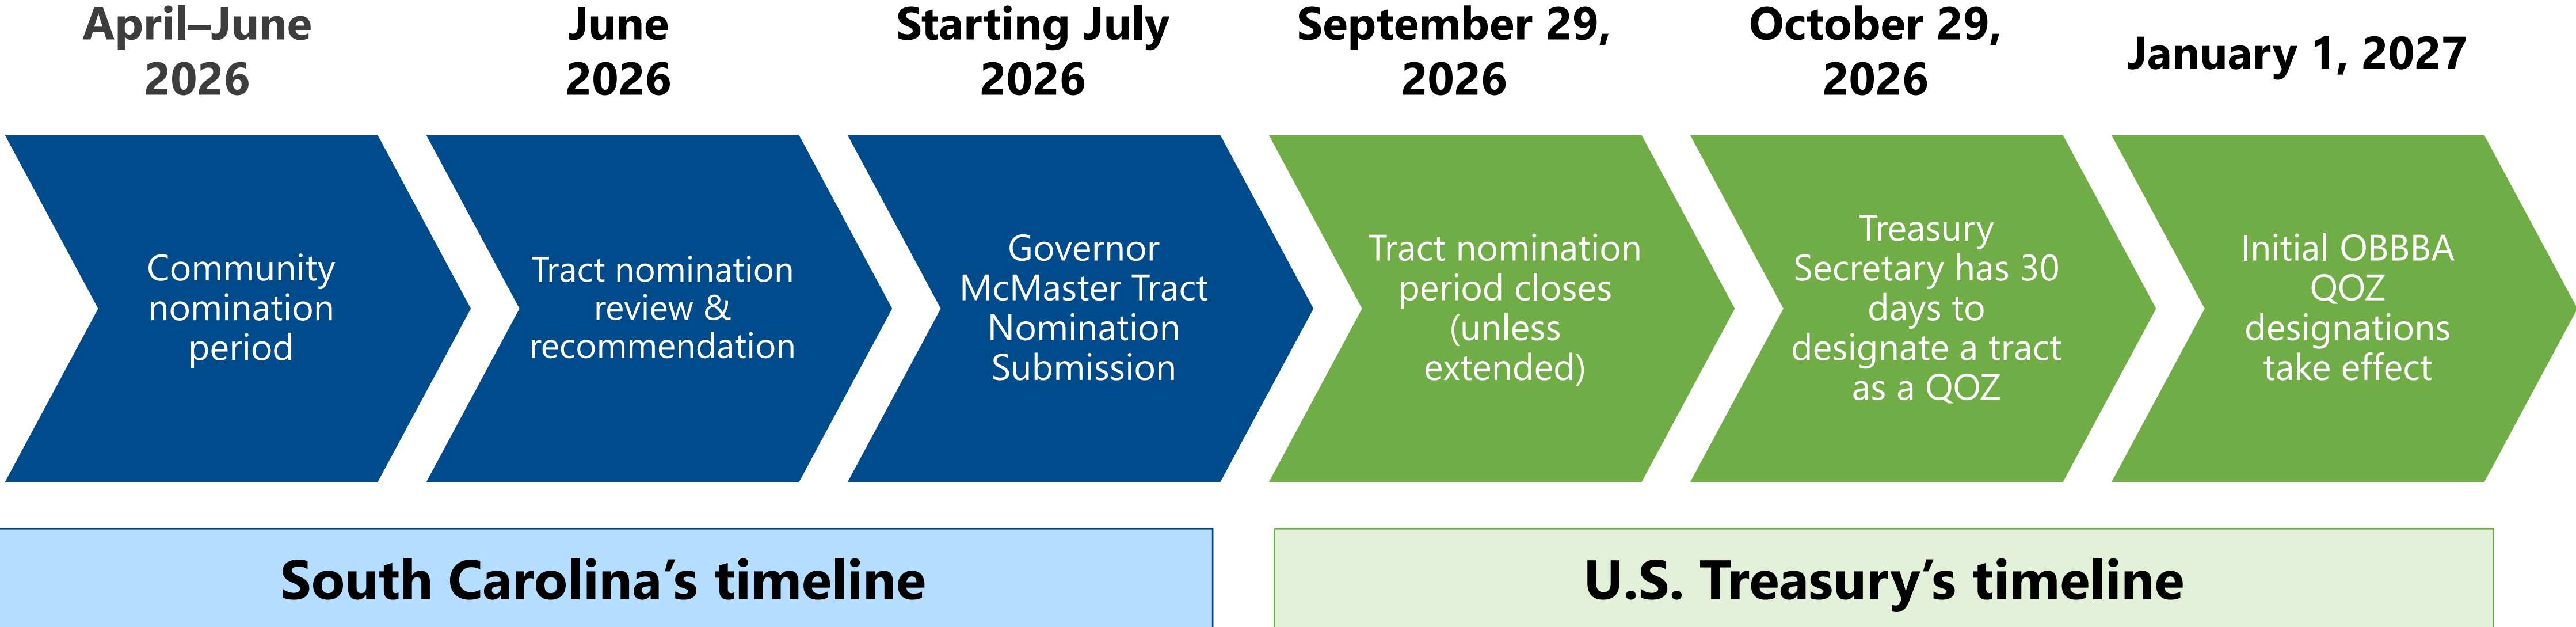 April–June
2026
June
2026
Starting July
2026
September 29,
2026
October 29,
2026
January 1, 2027
Community
nomination
period
Tract nomination
review &
recommendation
Governor
McMaster Tract
Nomination
Submission
Tract nomination
period closes
(unless
extended)
Treasury
Secretary has 30
days to
designate a tract
as a QOZ
Initial OBBBA
QOZ
designations
take effect
South Carolina’s timeline
U.S. Treasury’s timeline